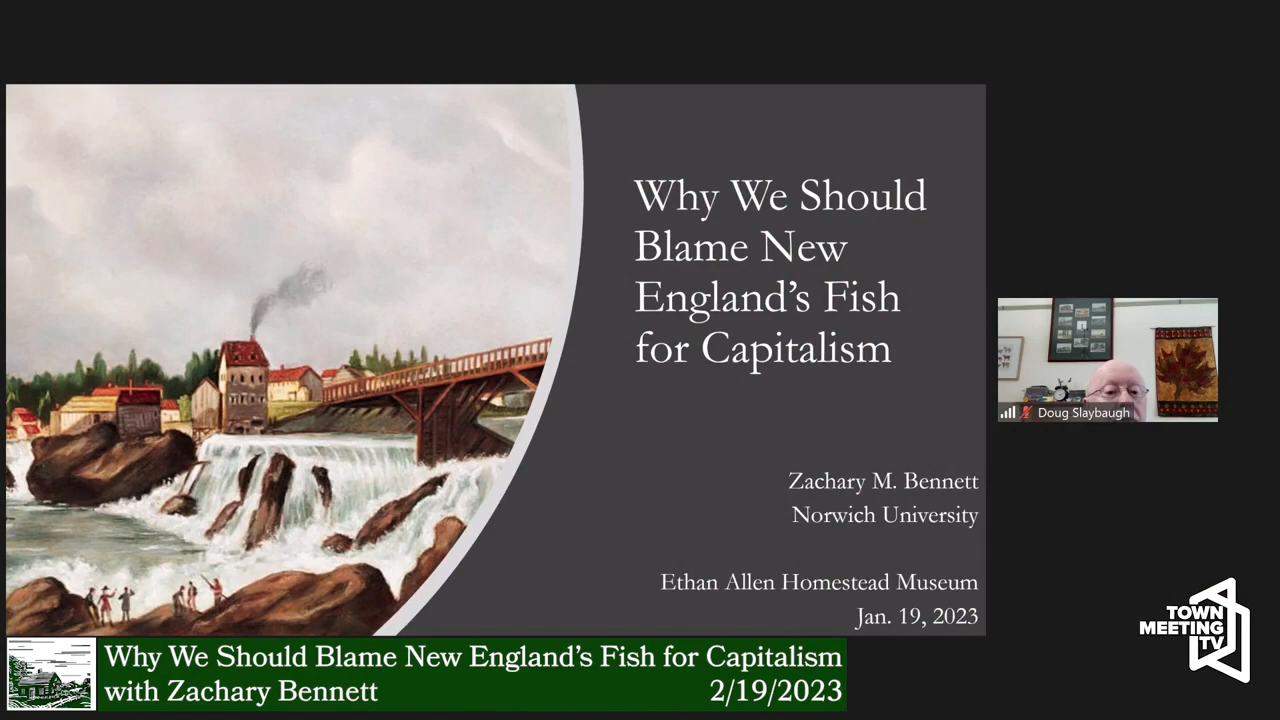 Why We Should
Blame New
England’s Fish
for Capitalism
Zachary M. Bennett
Norwich University
Ethan Allen Homestead Museum
Jan. 19, 2023
Doug Slaybaugh
TOWN
MEETING
TV
Why We Should Blame New England’s Fish for Capitalism
with Zachary Bennett 2/19/2023